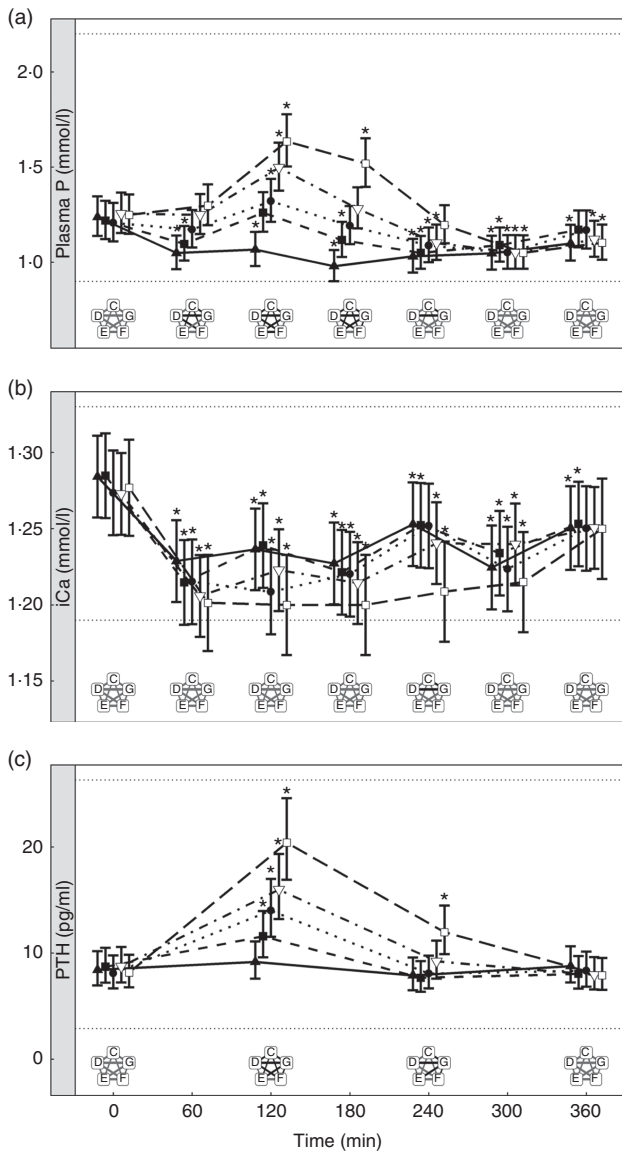 (a)
Plasma P (mmol/l)
2·0
1·5
1·0
* * * * * * * * * * * * * * * * * * * * * *
C C C C C C C
D G D G D G D G D G D G D G
E F E F E F E F E F E F E F
(b)
iCa (mmol/l)
1·30
1·25
1·20
1·15
* * * * * * * * * * * * * * * * * * * * * * * * * *
C C C C C C C
D G D G D G D G D G D G D G
E F E F E F E F E F E F E F
(c)
PTH (pg/ml)
20
10
0
* * * * *
C C C C
D G D G D G D G
E F E F E F E F
0 60 120 180 240 300 360
Time (min)